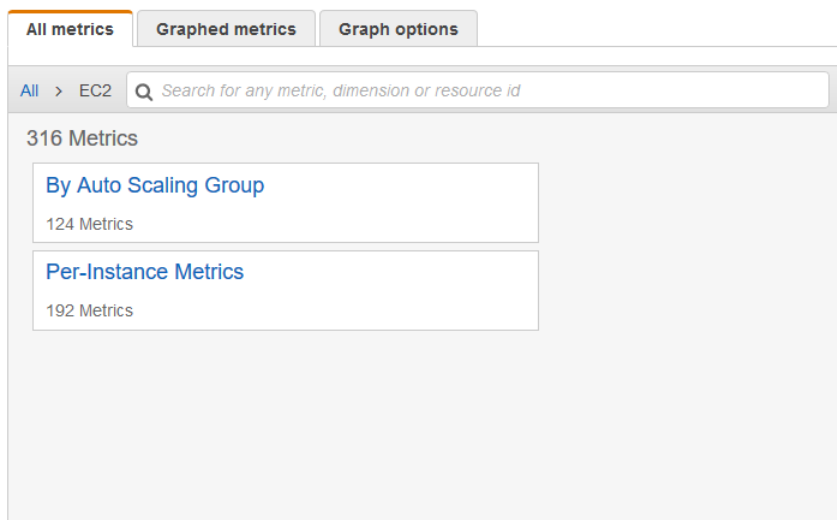 All metrics Graphed metrics Graph options
All > EC2 Search for any metric, dimension or resource id
316 Metrics
By Auto Scaling Group
124 Metrics
Per-Instance Metrics
192 Metrics